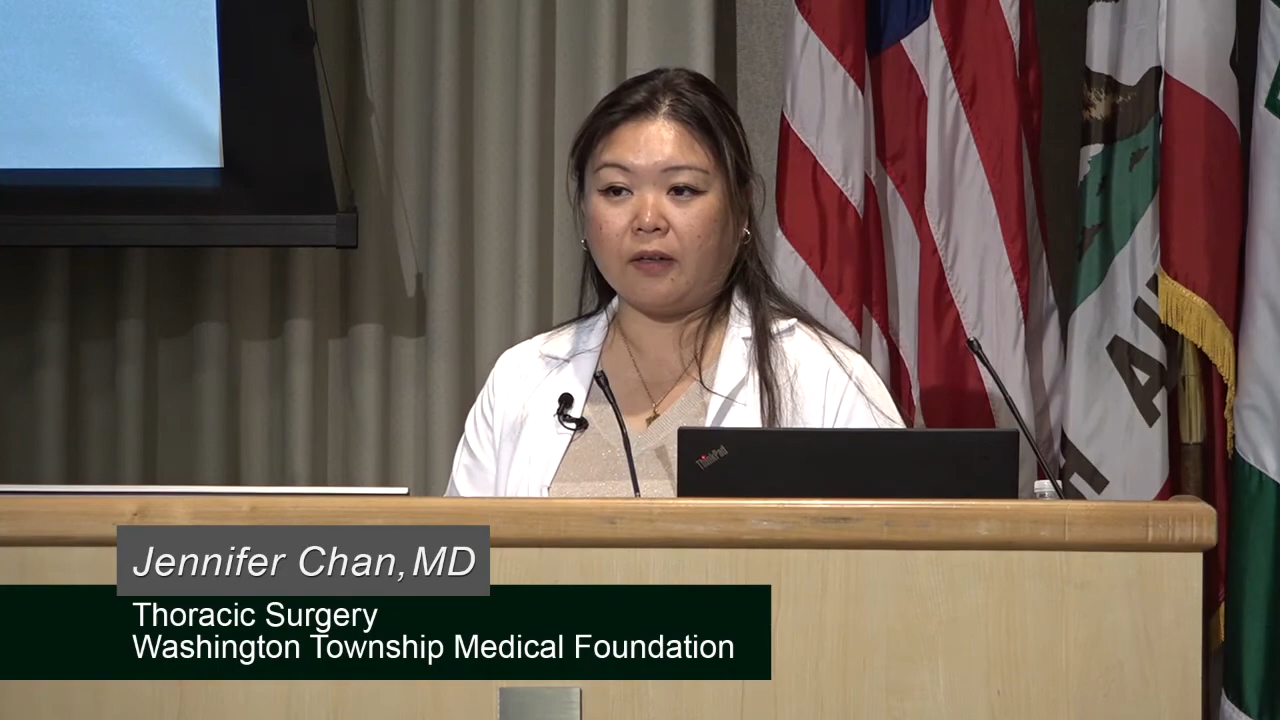 ThinkPad
Jennifer Chan, MD
Thoracic Surgery
Washington Township Medical Foundation